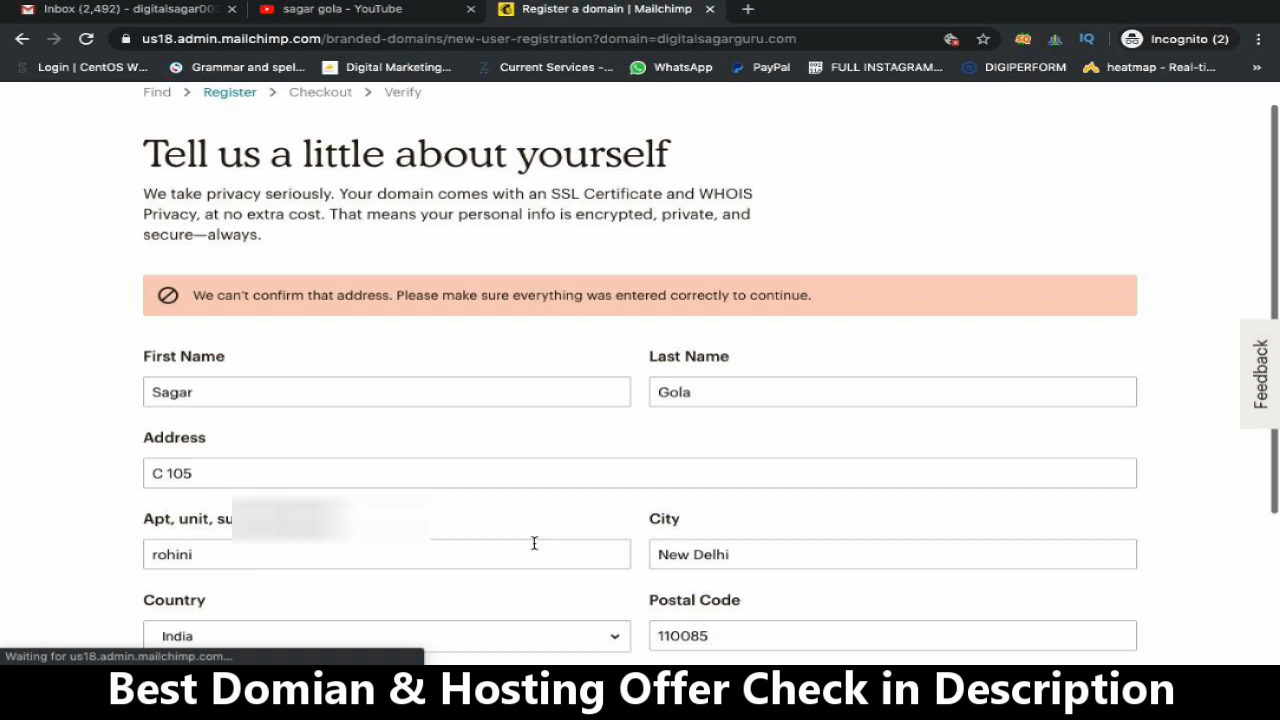 Inbox (2,492) - digitalsagar00
sagar gola - YouTube
Register a domain | Mailchimp
us18.admin.mailchimp.com/branded-domains/new-user-registration?domain=digitalsagarguru.com
Incognito (2)
Login | CentOS W...
Grammar and spel...
Digital Marketing...
Current Services -...
WhatsApp
PayPal
FULL INSTAGRAM...
DIGIPERFORM
heatmap - Real-ti...
»
Find > Register > Checkout > Verify
Tell us a little about yourself
We take privacy seriously. Your domain comes with an SSL Certificate and WHOIS
Privacy, at no extra cost. That means your personal info is encrypted, private, and
secure—always.
We can't confirm that address. Please make sure everything was entered correctly to continue.
First Name
Last Name
Sagar
Gola
Address
C 105
Apt, unit, su
City
rohini
New Delhi
Country
Postal Code
India
110085
Feedback
Waiting for us18.admin.mailchimp.com...
Best Domian & Hosting Offer Check in Description